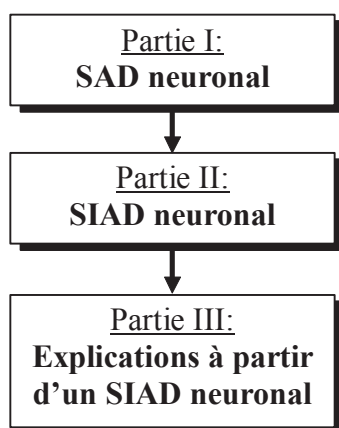 Partie I:
SAD neuronal
Partie II:
SIAD neuronal
Partie III:
Explications à partir
d'un SIAD neuronal